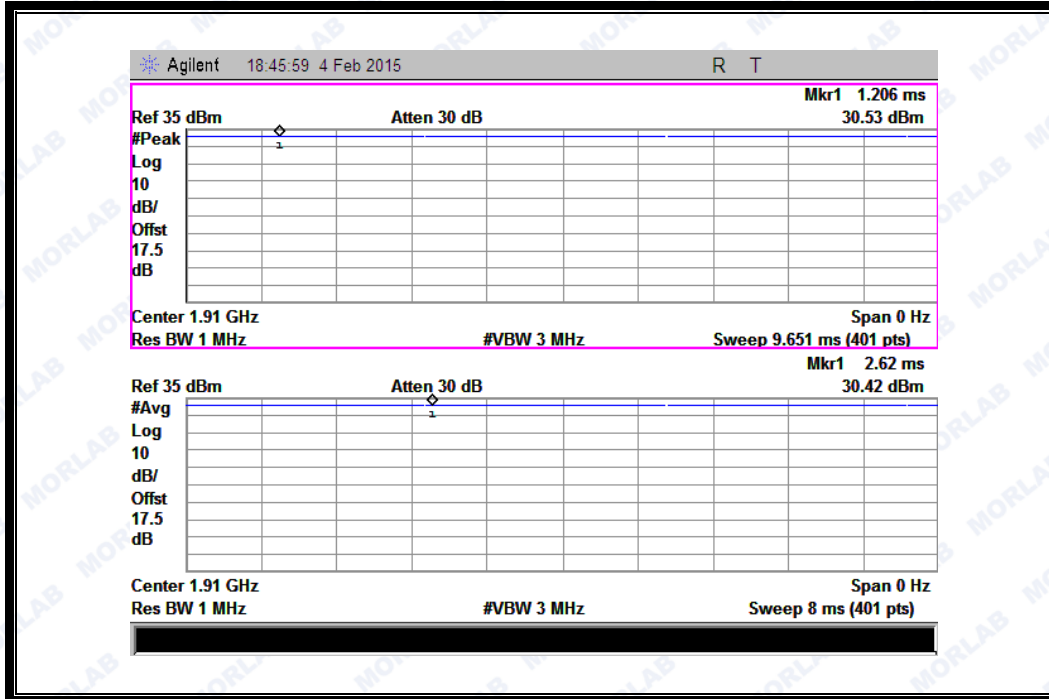 Agilent 18:45:59 4 Feb 2015 R T
Mkr1 1.206 ms
Ref 35 dBm Atten 30 dB 30.53 dBm
#Peak
1
Log
10
dB/
Offst
17.5
dB
Center 1.91 GHz Span 0 Hz
Res BW 1 MHz #VBW 3 MHz Sweep 9.651 ms (401 pts)
Mkr1 2.62 ms
Ref 35 dBm Atten 30 dB 30.42 dBm
#Avg
1
Log
10
dB/
Offst
17.5
dB
Center 1.91 GHz Span 0 Hz
Res BW 1 MHz #VBW 3 MHz Sweep 8 ms (401 pts)
MORLAB